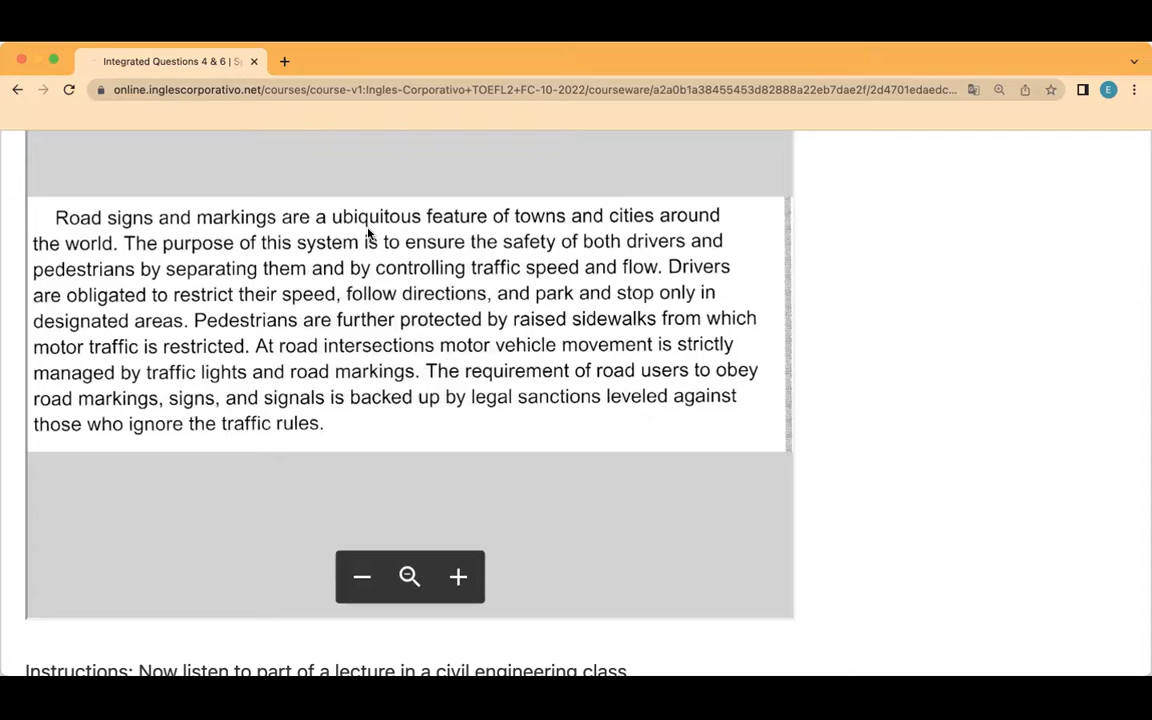 Integrated Questions 4 & 6 | S
online.inglescorporativo.net/courses/course-v1:Ingles-Corporativo+TOEFL2+FC-10-2022/courseware/a2a0b1a38455453d82888a22eb7dae2f/2d4701edaedc...
E
Road signs and markings are a ubiquitous feature of towns and cities around
the world. The purpose of this system is to ensure the safety of both drivers and
pedestrians by separating them and by controlling traffic speed and flow. Drivers
are obligated to restrict their speed, follow directions, and park and stop only in
designated areas. Pedestrians are further protected by raised sidewalks from which
motor traffic is restricted. At road intersections motor vehicle movement is strictly
managed by traffic lights and road markings. The requirement of road users to obey
road markings, signs, and signals is backed up by legal sanctions leveled against
those who ignore the traffic rules.
Instructions: Now listen to part of a lecture in a civil engineering class